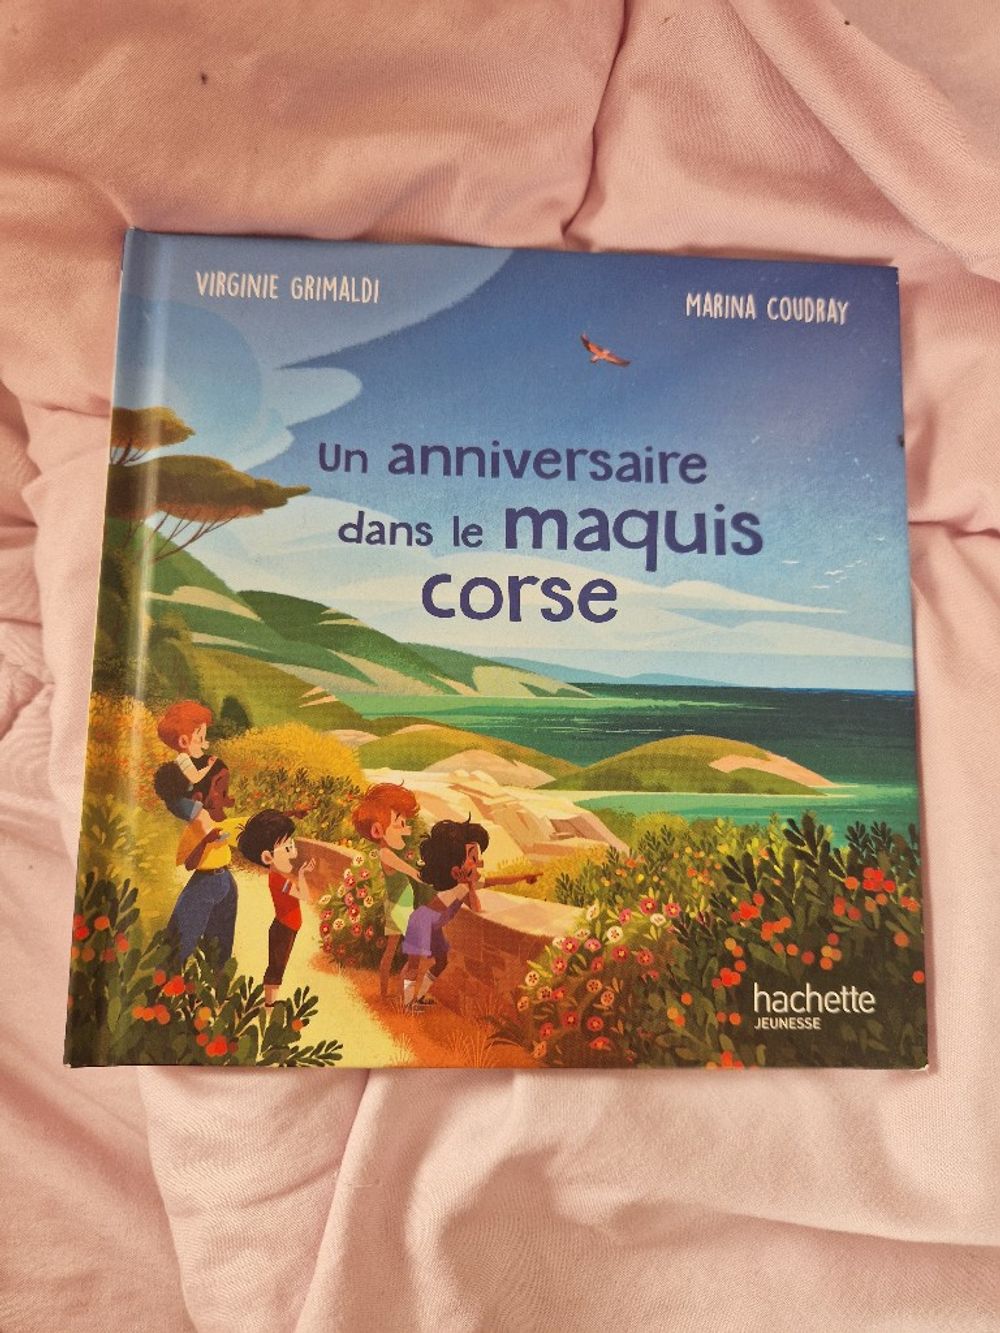 VIRGINIE GRIMALDI
MARINA COUDRAY
Un anniversaire
dans le maquis
corse
hachette
JEUNESSE